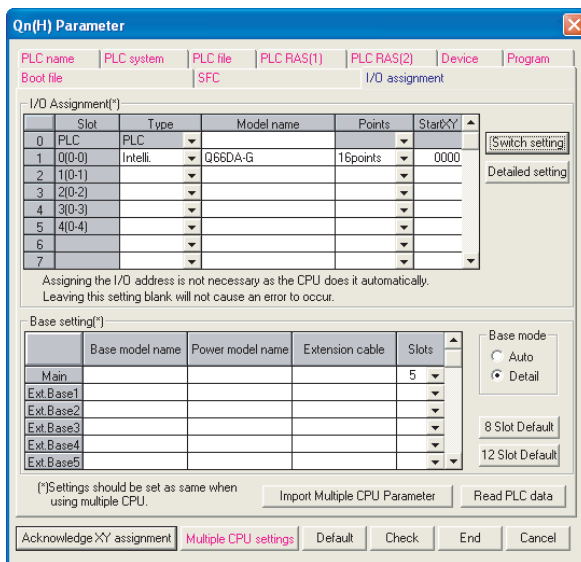 Qn(H) Parameter
PLC name PLC system PLC file PLC RAS(1) PLC RAS(2) Device Program
Boot file SFC I/O assignment
I/O Assignment(*)
Slot Type Model name Points StartXY
0 PLC PLC
1 0(0-0) Intelli. Q66DA-G 16points 0000
2 1(0-1)
3 2(0-2)
4 3(0-3)
5 4(0-4)
6
7
Switch setting
Detailed setting
Assigning the I/O address is not necessary as the CPU does it automatically.
Leaving this setting blank will not cause an error to occur.
Base setting(*)
Base model name Power model name Extension cable Slots
Main 5
Ext.Base1
Ext.Base2
Ext.Base3
Ext.Base4
Ext.Base5
Base mode
Auto
Detail
8 Slot Default
12 Slot Default
(*)Settings should be set as same when
using multiple CPU.
Import Multiple CPU Parameter Read PLC data
Acknowledge XY assignment Multiple CPU settings Default Check End Cancel